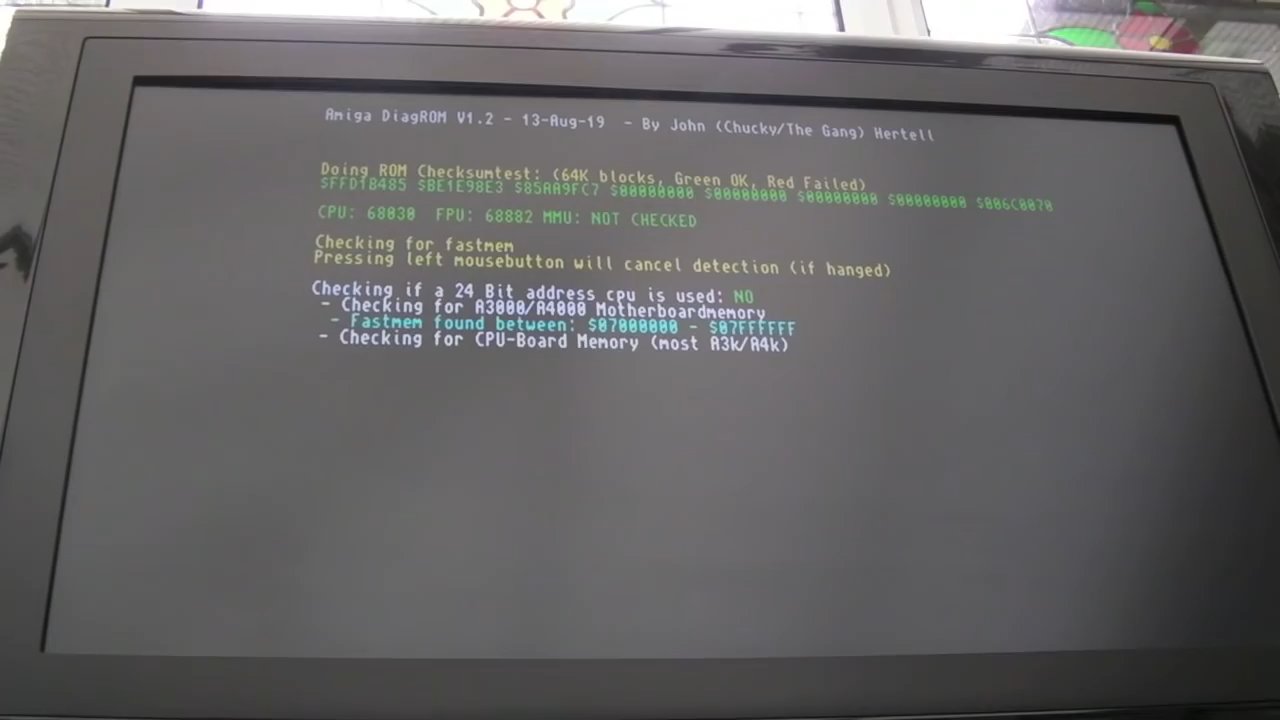 Amiga DiagROM V1.2 - 13-Aug-19  - By John (Chucky/The Gang) Hertell
Doing ROM Checksumtest: (64K blocks, Green OK, Red Failed)
$FFD18485 $BE1E98E3 $85AA9FC7 $00000000 $00000000 $00000000 $00000000 $006C0070
CPU: 68030  FPU: 68882 MMU: NOT CHECKED
Checking for fastmem
Pressing left mousebutton will cancel detection (if hanged)
Checking if a 24 Bit address cpu is used: NO
- Checking for A3000/A4000 Motherboardmemory
- Fastmem found between: $07000000 - $07FFFFFF
- Checking for CPU-Board Memory (most A3k/A4k)